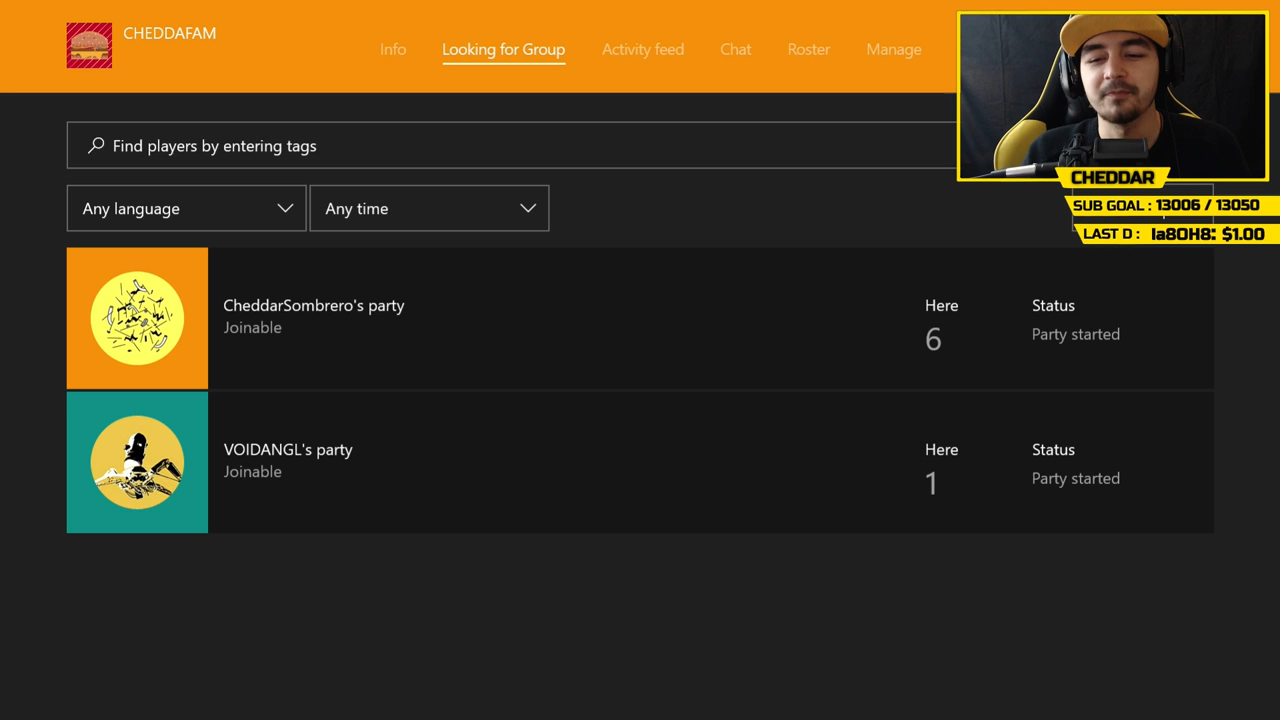 CHEDDAFAM
Info
Looking for Group
Activity feed
Chat
Roster
Manage
Find players by entering tags
CHEDDAR
SUB GOAL : 13006 / 13050
LAST D : Ia8OH8: $1.00
Any language
Any time
CheddarSombrero's party
Joinable
Here
6
Status
Party started
VOIDANGL's party
Joinable
Here
1
Status
Party started